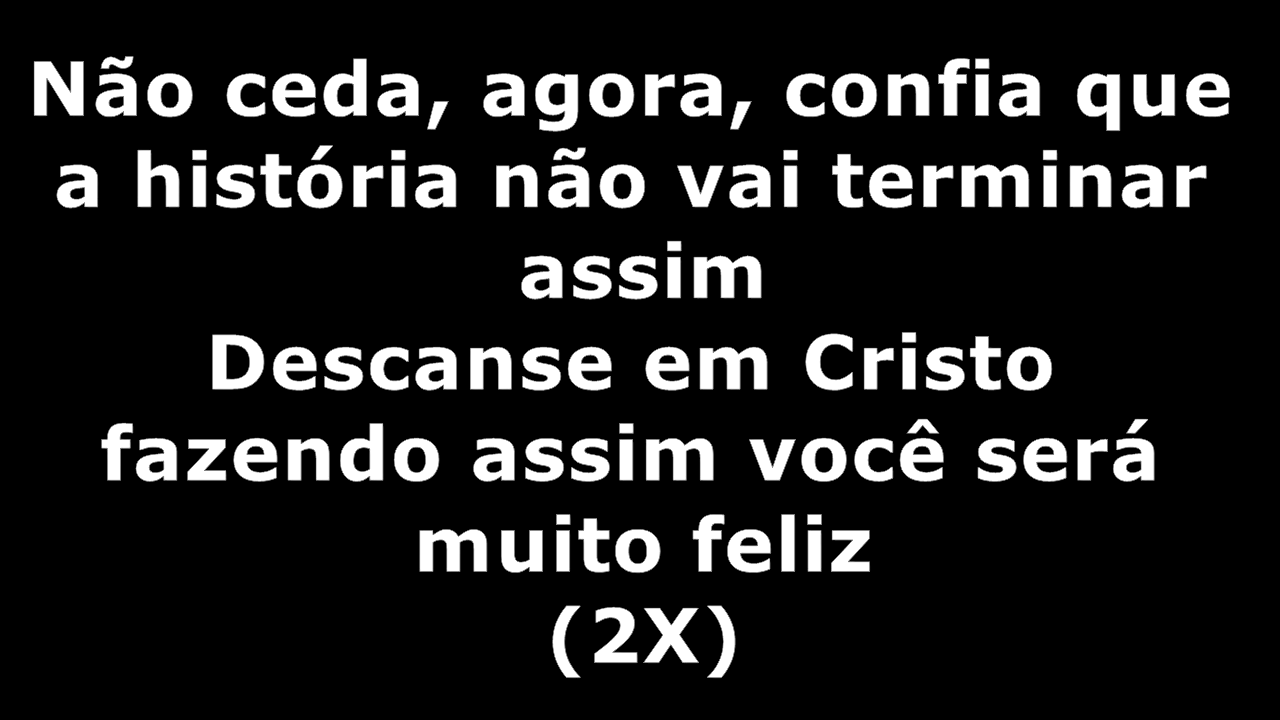 Não ceda, agora, confia que
a história não vai terminar
assim
Descanse em Cristo
fazendo assim você será
muito feliz
(2X)